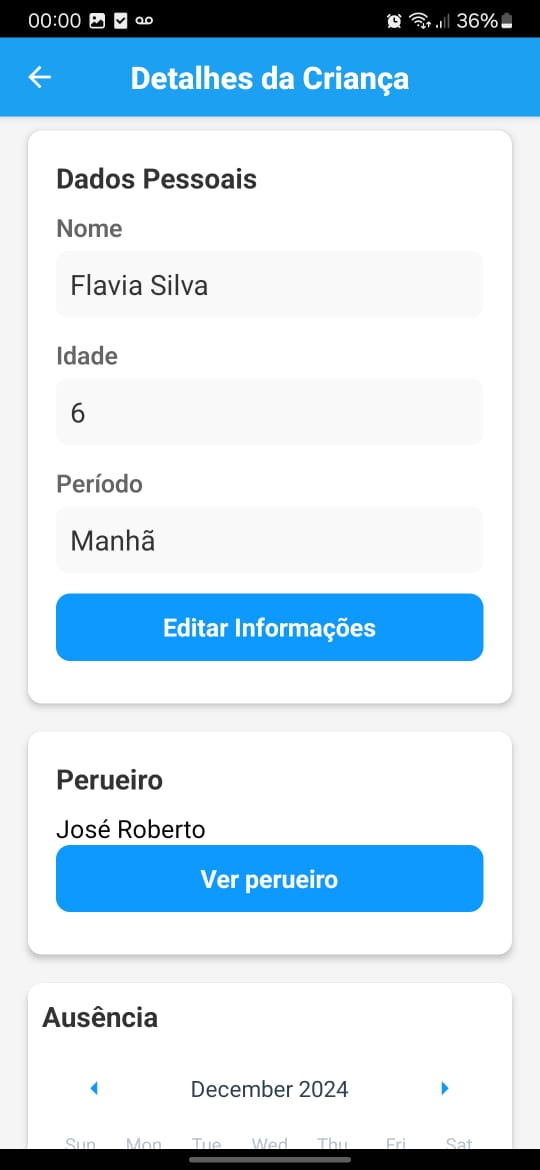 00:00 36%
Detalhes da Criança
Dados Pessoais
Nome
Flavia Silva
Idade
6
Período
Manhã
Editar Informações
Perueiro
José Roberto
Ver perueiro
Ausência
December 2024
Sun Mon Tue Wed Thu Fri Sat